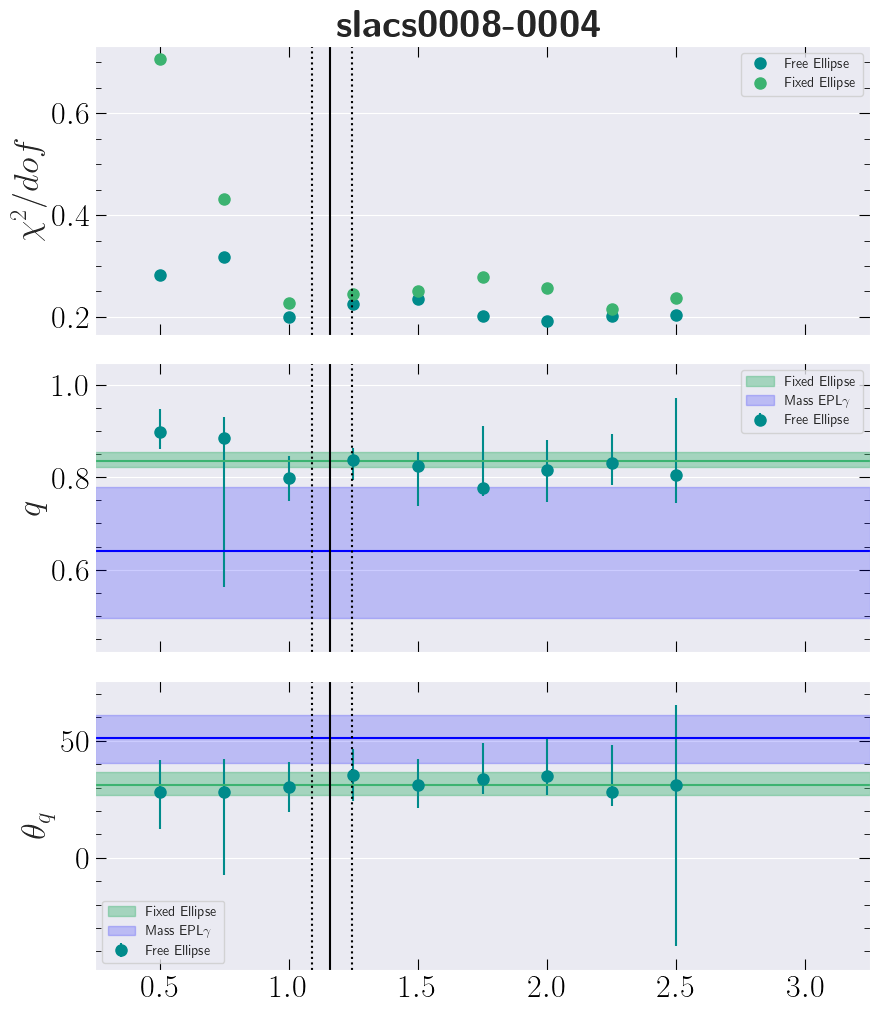 slacs0008-0004
χ²/dof
0.6
0.4
0.2
Free Ellipse
Fixed Ellipse
q
1.0
0.8
0.6
Fixed Ellipse
Mass EPLγ
Free Ellipse
θq
50
0
Fixed Ellipse
Mass EPLγ
Free Ellipse
0.5 1.0 1.5 2.0 2.5 3.0